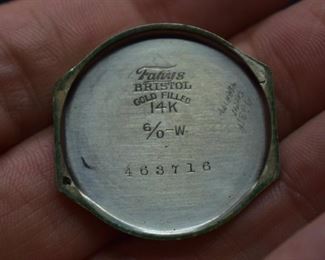 Fahys
BRISTOL
GOLD FILLED
14K
6/0-W
463716